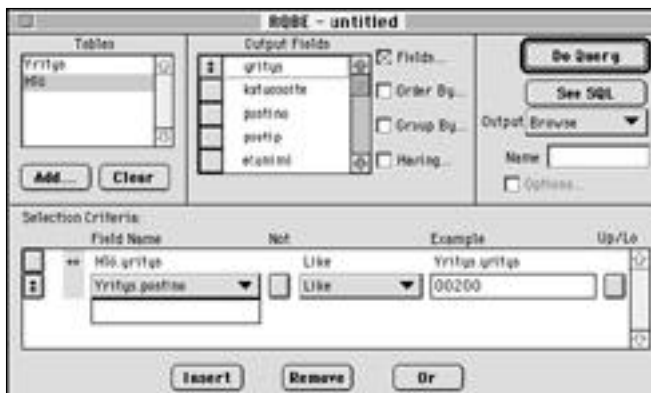 RQBE - untitled
Tables
Yritys
Hlö
Add...
Clear
Output Fields
yritys
katuosoite
postino
postip
etunimi
Fields...
Order By...
Group By...
Having...
Do Query
See SQL
Output Browse
Name
Options...
Selection Criteria:
Field Name Not Example Up/Lo
Hlö.yritys Like Yritys.yritys
Yritys.postino Like 00200
Insert
Remove
Or